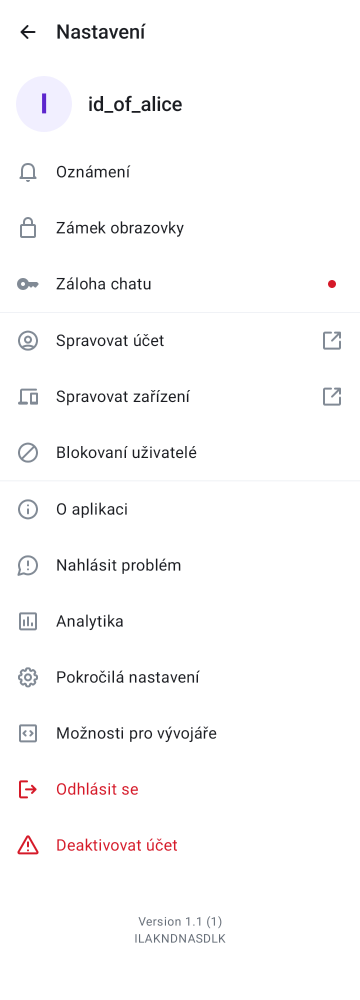 Nastavení
I
id_of_alice
Oznámení
Zámek obrazovky
Záloha chatu
Spravovat účet
Spravovat zařízení
Blokovaní uživatelé
O aplikaci
Nahlásit problém
Analytika
Pokročilá nastavení
Možnosti pro vývojáře
Odhlásit se
Deaktivovat účet
Version 1.1 (1)
ILAKNDNASDLK